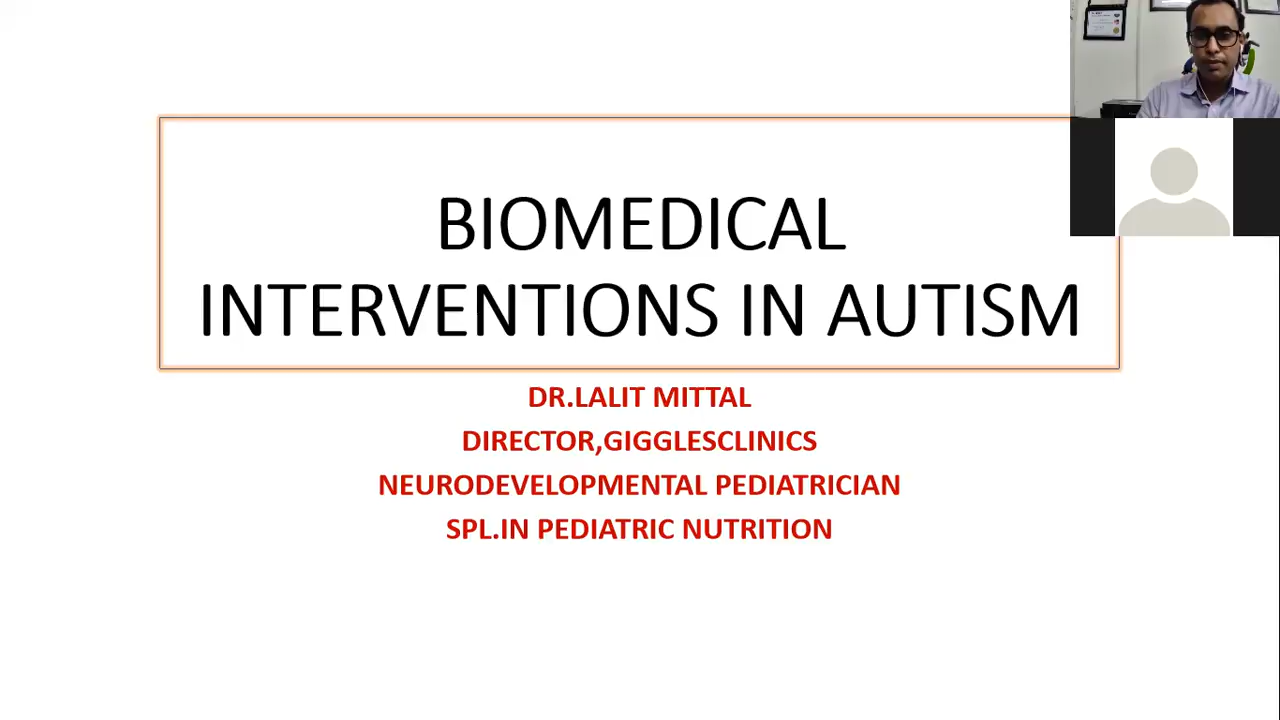 BIOMEDICAL
INTERVENTIONS IN AUTISM
DR.LALIT MITTAL
DIRECTOR,GIGGLESCLINICS
NEURODEVELOPMENTAL PEDIATRICIAN
SPL.IN PEDIATRIC NUTRITION